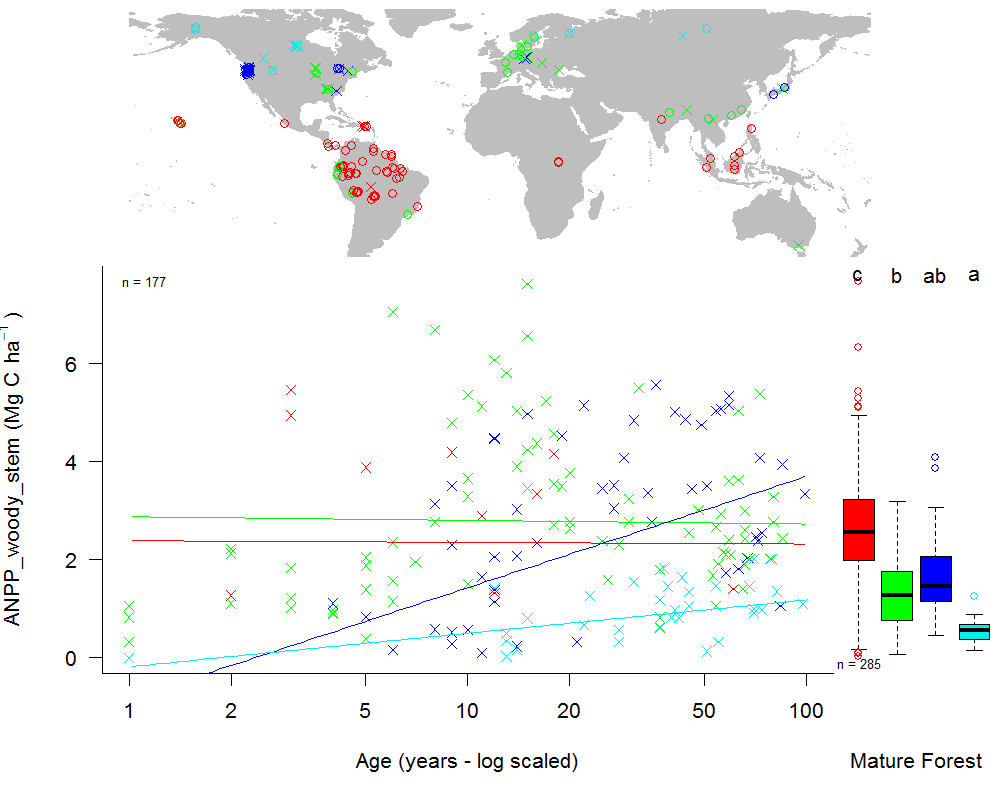 n = 177
c b ab a
ANPP_woody_stem (Mg C ha⁻¹ )
6
4
2
0
n = 285
1 2 5 10 20 50 100
Age (years - log scaled)
Mature Forest